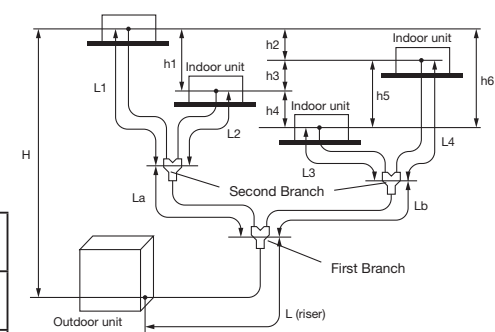 h2
Indoor unit
h1
h6
Indoor unit
h3
h5
L1
h4
Indoor unit
L2
L4
H
L3
Second Branch
La
Lb
First Branch
L (riser)
Outdoor unit